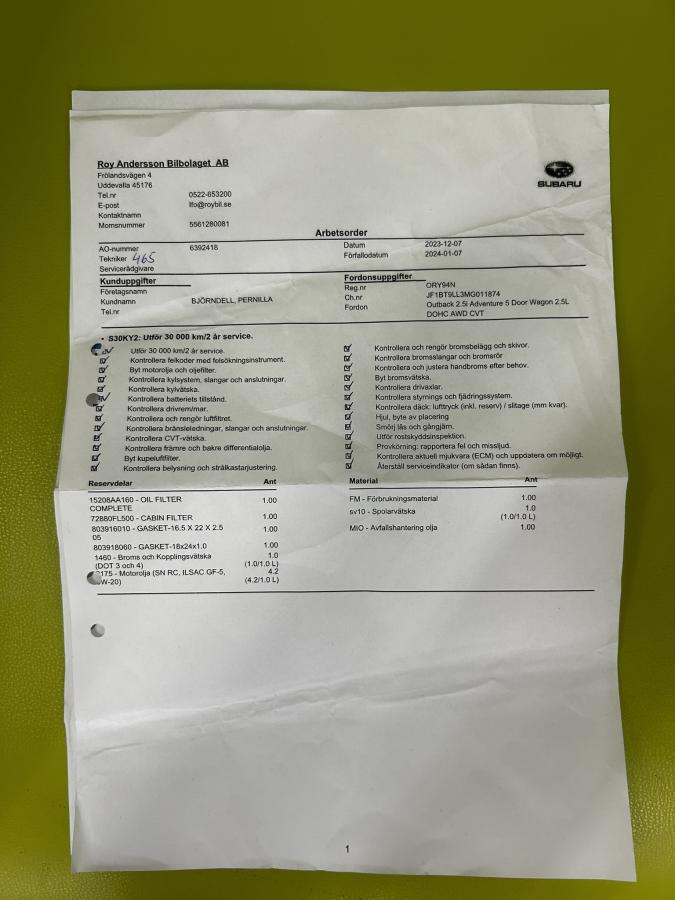 Roy Andersson Bilbolaget AB
Frölandsvägen 4
Uddevalla 45176
Tel.nr 0522-653200
E-post lfo@roybil.se
Kontaktnamn
Momsnummer 5561280081
SUBARU
Arbetsorder
AO-nummer 6392418
Tekniker 465
Servicerådgivare
Datum 2023-12-07
Förfallodatum 2024-01-07
Kunduppgifter
Företagsnamn
Kundnamn BJÖRNDELL, PERNILLA
Tel.nr
Fordonsuppgifter
Reg.nr ORY94N
Ch.nr JF1BT9LL3MG011874
Fordon Outback 2.5i Adventure 5 Door Wagon 2.5L
DOHC AWD CVT
• S30KY2: Utför 30 000 km/2 år service.
Utför 30 000 km/2 år service.
Kontrollera felkoder med felsökningsinstrument.
Byt motorolja och oljefilter.
Kontrollera kylsystem, slangar och anslutningar.
Kontrollera kylvätska.
Kontrollera batteriets tillstånd.
Kontrollera drivrem/mar.
Kontrollera och rengör luftfiltret.
Kontrollera bränsleledningar, slangar och anslutningar.
Kontrollera CVT-vätska.
Kontrollera främre och bakre differentialolja.
Byt kupeluftfilter.
Kontrollera belysning och strålkastarjustering.
Kontrollera och rengör bromsbelägg och skivor.
Kontrollera bromsslangar och bromsrör
Kontrollera och justera handbroms efter behov.
Byt bromsvätska.
Kontrollera drivaxlar.
Kontrollera styrnings och fjädringssystem.
Kontrollera däck: lufttryck (inkl. reserv) / slitage (mm kvar).
Hjul, byte av placering
Smörj lås och gångjärn.
Utför rostskyddsinspektion.
Provkörning: rapportera fel och missljud.
Kontrollera aktuell mjukvara (ECM) och uppdatera om möjligt.
Återställ serviceindikator (om sådan finns).
Reservdelar Ant
15208AA160 - OIL FILTER 1.00
COMPLETE
72880FL500 - CABIN FILTER 1.00
803916010 - GASKET-16.5 X 22 X 2.5 1.00
05
803918060 - GASKET-18x24x1.0 1.00
1460 - Broms og Kopplingsvätska 1.0
(DOT 3 och 4) (1.0/1.0 L)
175 - Motorolja (SN RC, ILSAC GF-5, 4.2
W-20) (4.2/1.0 L)
Material Ant
FM - Förbrukningsmaterial 1.00
sv10 - Spolarvätska 1.0
(1.0/1.0 L)
MIO - Avfallshantering olja 1.00
1